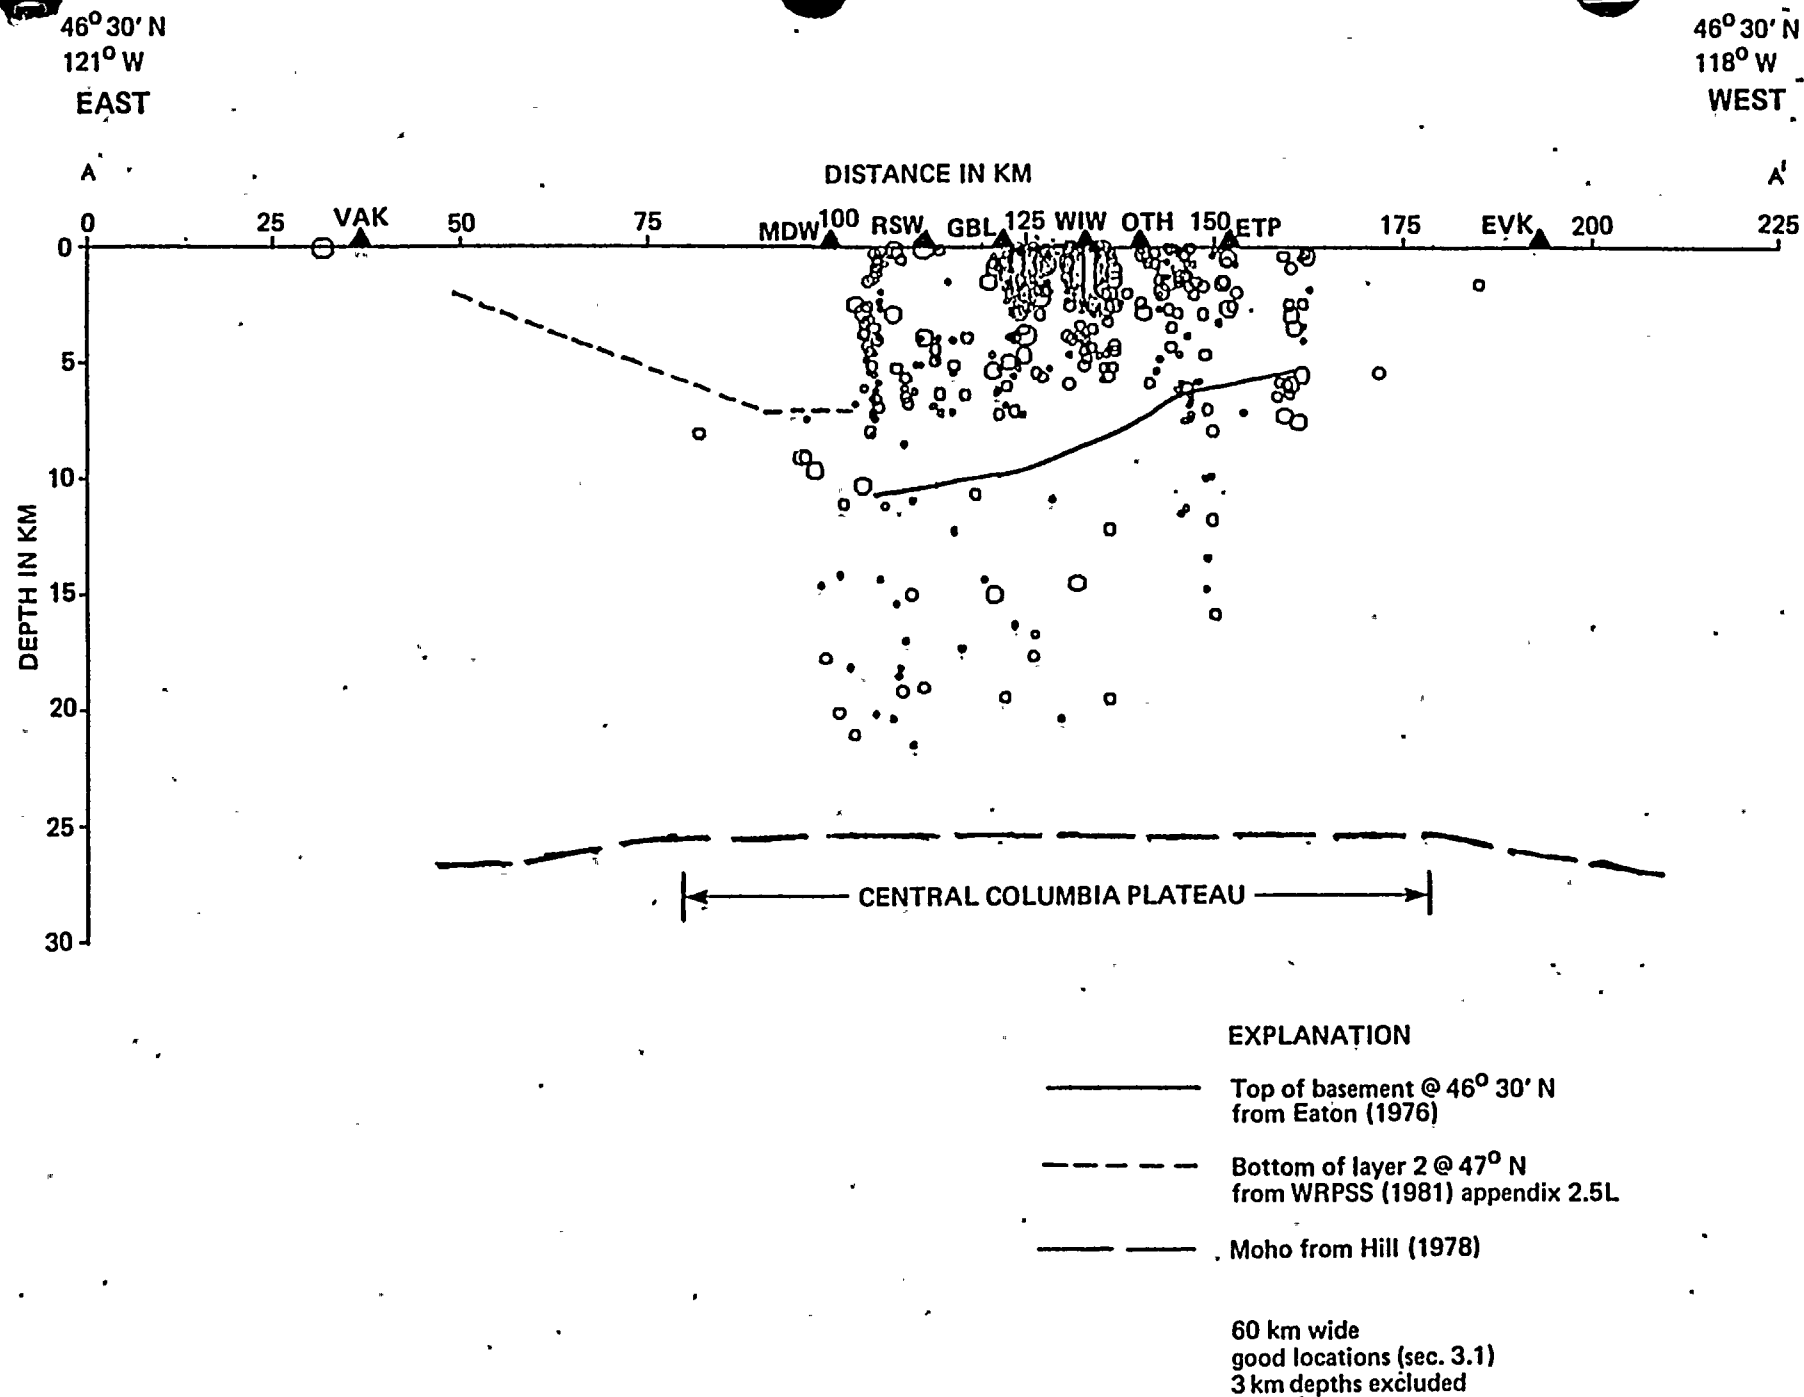 46° 30′ N
121° W
EAST
46° 30′ N
118° W
WEST
A
DISTANCE IN KM
A'
0 25 VAK 50 75 MDW 100 RSW GBL 125 WIW OTH 150 ETP 175 EVK 200 225
0
5
10
15
20
25
30
DEPTH IN KM
CENTRAL COLUMBIA PLATEAU
EXPLANATION
Top of basement @ 46° 30′ N
from Eaton (1976)
Bottom of layer 2 @ 47° N
from WRPSS (1981) appendix 2.5L
Moho from Hill (1978)
60 km wide
good locations (sec. 3.1)
3 km depths excluded